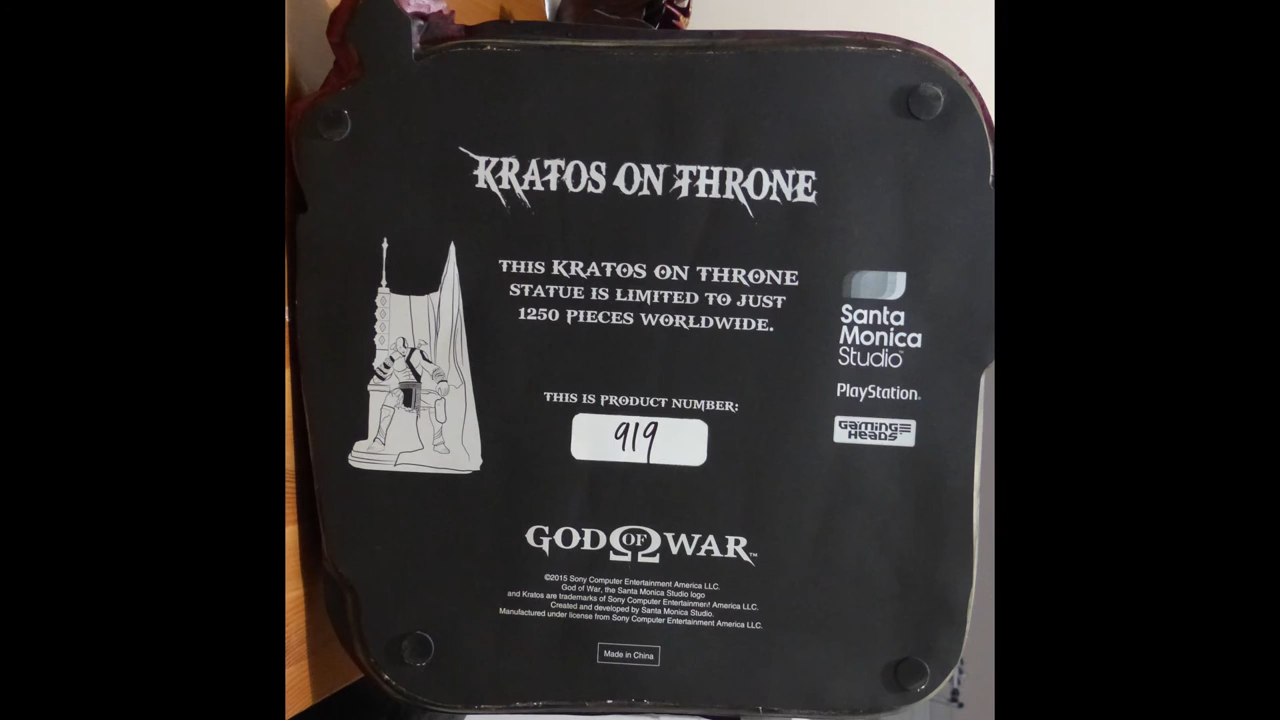 KRATOS ON THRONE
THIS KRATOS ON THRONE
STATUE IS LIMITED TO JUST
1250 PIECES WORLDWIDE.
THIS IS PRODUCT NUMBER:
919
Santa
Monica
Studio™
PlayStation®
GAMING
HEADS
GOD OF WAR™
©2015 Sony Computer Entertainment America LLC.
God of War, the Santa Monica Studio logo
and Kratos are trademarks of Sony Computer Entertainment America LLC.
Created and developed by Santa Monica Studio.
Manufactured under license from Sony Computer Entertainment America LLC.
Made in China